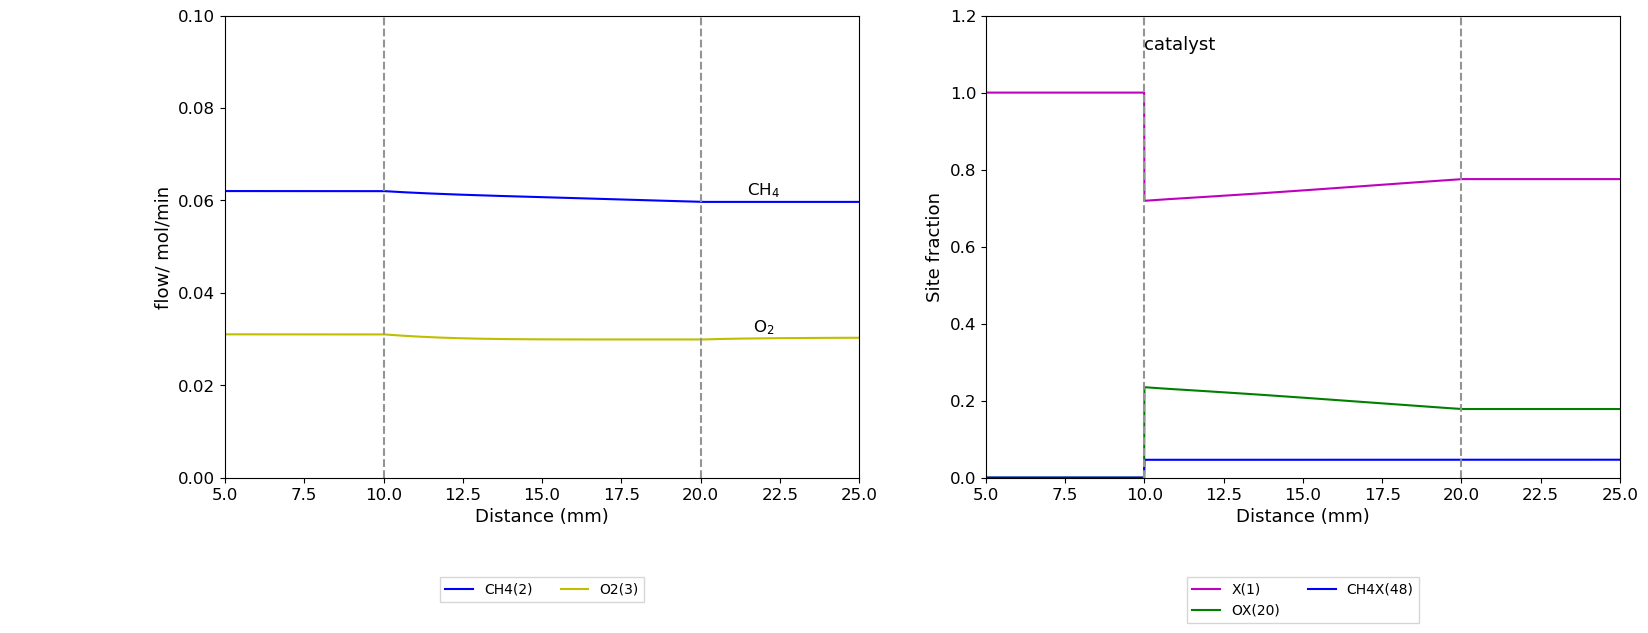 0.10
0.08
0.06
0.04
0.02
0.00
flow/ mol/min
CH₄
O₂
5.0 7.5 10.0 12.5 15.0 17.5 20.0 22.5 25.0
Distance (mm)
CH4(2) O2(3)
1.2
1.0
0.8
0.6
0.4
0.2
0.0
Site fraction
catalyst
5.0 7.5 10.0 12.5 15.0 17.5 20.0 22.5 25.0
Distance (mm)
X(1) CH4X(48)
OX(20)